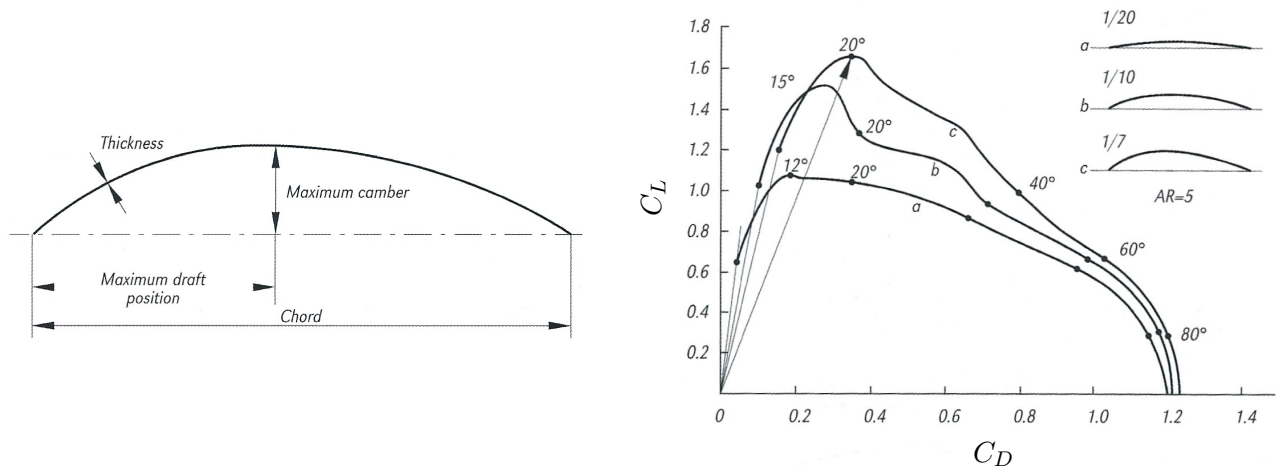 Thickness
Maximum camber
Maximum draft
position
Chord
C_L
1.8
1.6
1.4
1.2
1.0
0.8
0.6
0.4
0.2
0
0.2
0.4
0.6
0.8
1.0
1.2
1.4
C_D
20°
15°
20°
12°
20°
40°
60°
80°
c
b
a
1/20
a
1/10
b
1/7
c
AR=5